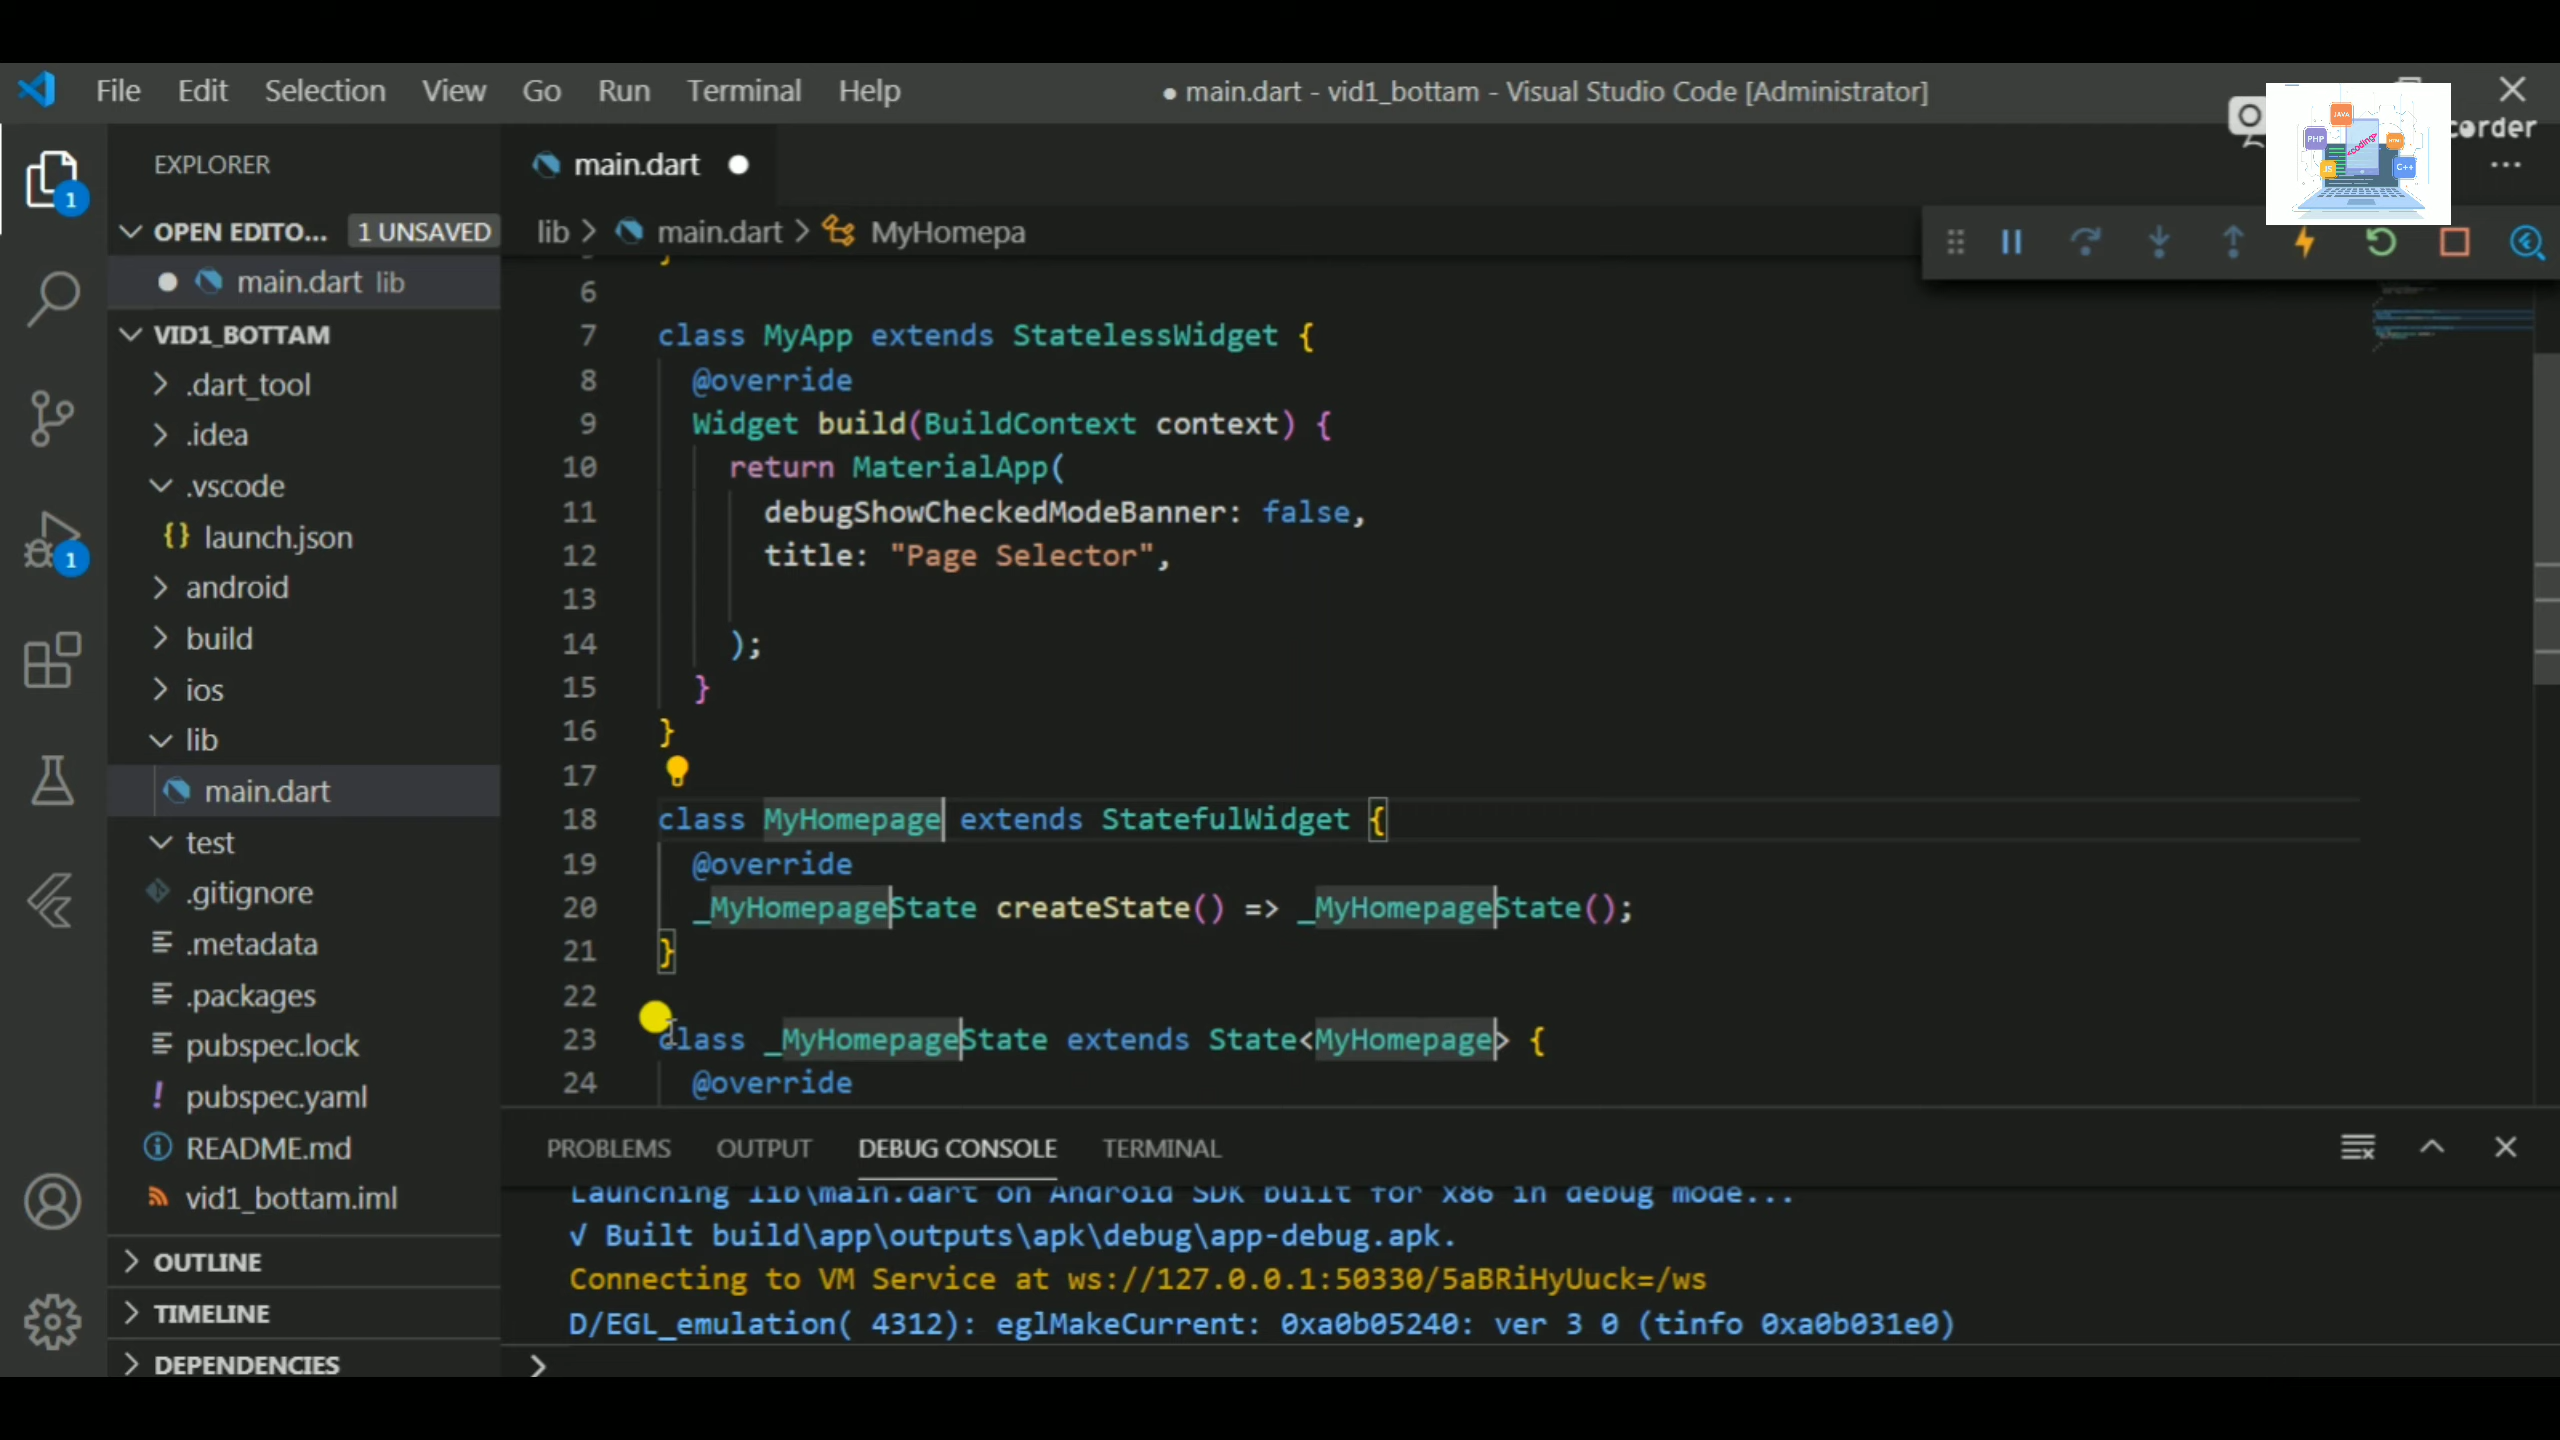 File Edit Selection View Go Run Terminal Help
● main.dart - vid1_bottam - Visual Studio Code [Administrator]
corder
JAVA
PHP
coding
JS
C++
EXPLORER
main.dart
OPEN EDITO... 1 UNSAVED
main.dart lib
VID1_BOTTAM
.dart_tool
.idea
.vscode
{} launch.json
android
build
ios
lib
main.dart
test
.gitignore
.metadata
.packages
pubspec.lock
! pubspec.yaml
README.md
vid1_bottam.iml
OUTLINE
TIMELINE
DEPENDENCIES
1
1
lib > main.dart > MyHomepa
6
7 class MyApp extends StatelessWidget {
8 @override
9 Widget build(BuildContext context) {
10 return MaterialApp(
11 debugShowCheckedModeBanner: false,
12 title: "Page Selector",
13
14 );
15 }
16 }
17
18 class MyHomepage extends StatefulWidget {
19 @override
20 _MyHomepageState createState() => _MyHomepageState();
21 }
22
23 class _MyHomepageState extends State<MyHomepage> {
24 @override
PROBLEMS OUTPUT DEBUG CONSOLE TERMINAL
Launching lib\main.dart on Android SDK built for x86 in debug mode...
√ Built build\app\outputs\apk\debug\app-debug.apk.
Connecting to VM Service at ws://127.0.0.1:50330/5aBRiHyUuck=/ws
D/EGL_emulation( 4312): eglMakeCurrent: 0xa0b05240: ver 3 0 (tinfo 0xa0b031e0)
>